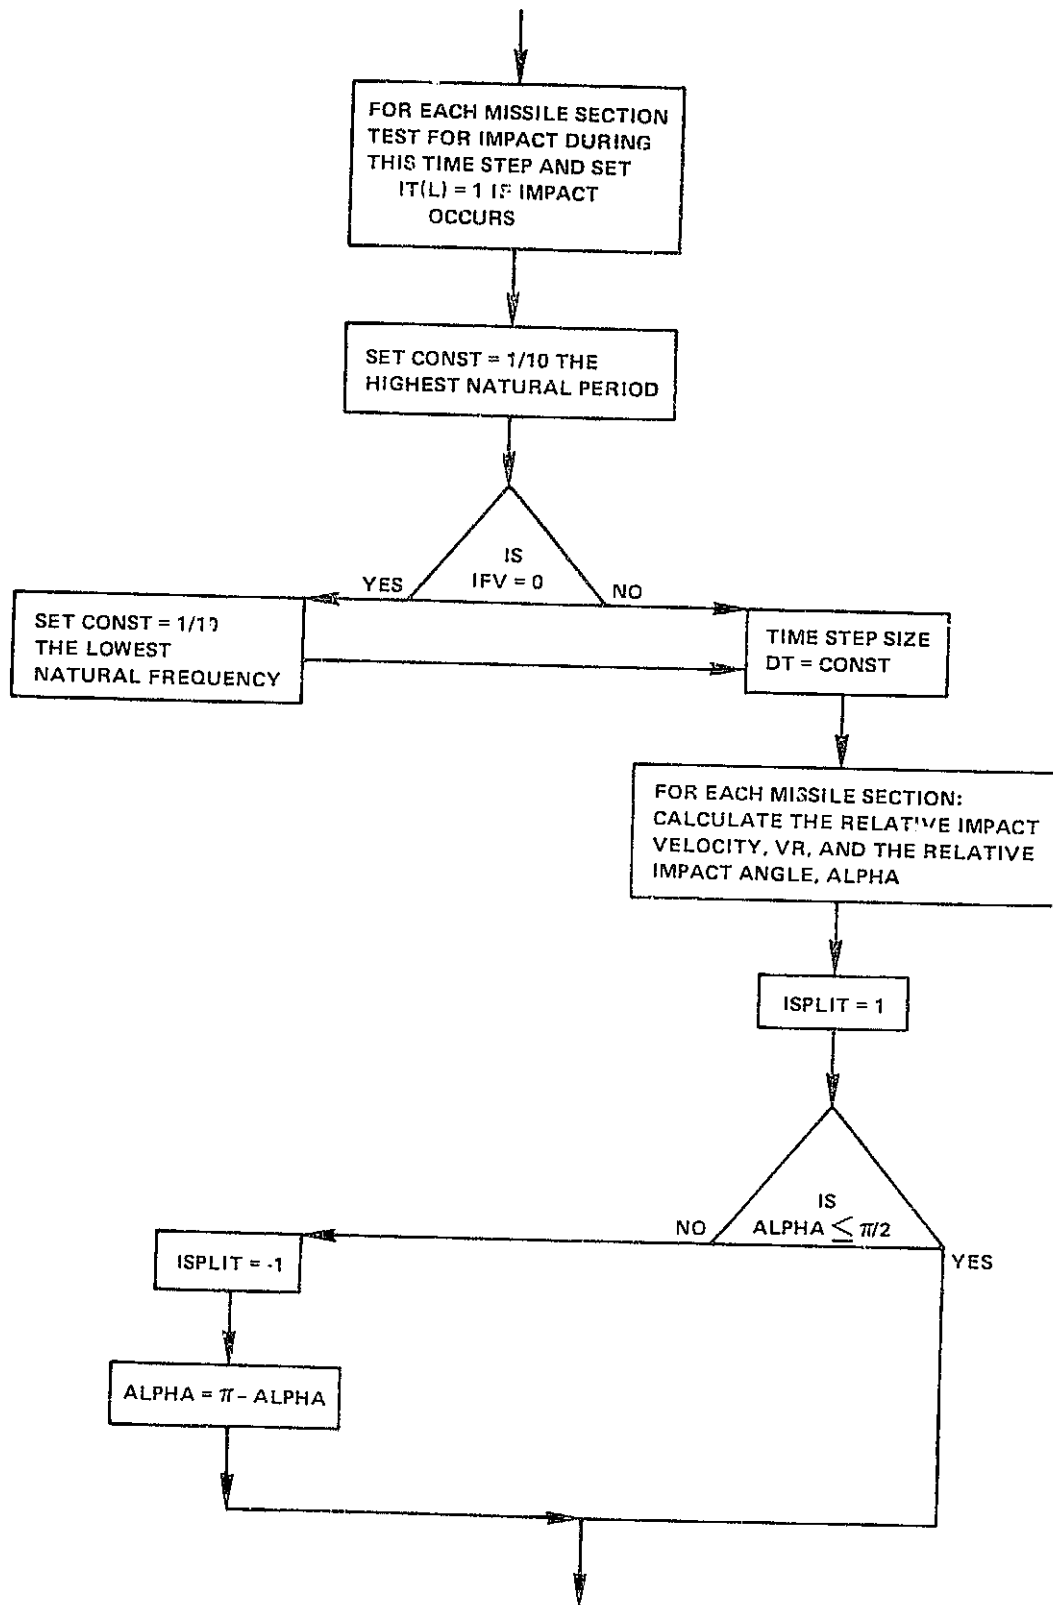 FOR EACH MISSILE SECTION
TEST FOR IMPACT DURING
THIS TIME STEP AND SET
IT(L) = 1 IF IMPACT
OCCURS
SET CONST = 1/10 THE
HIGHEST NATURAL PERIOD
IS
IFV = 0
YES
NO
SET CONST = 1/10
THE LOWEST
NATURAL FREQUENCY
TIME STEP SIZE
DT = CONST
FOR EACH MISSILE SECTION:
CALCULATE THE RELATIVE IMPACT
VELOCITY, VR, AND THE RELATIVE
IMPACT ANGLE, ALPHA
ISPLIT = 1
IS
ALPHA ≤ π/2
NO
YES
ISPLIT = -1
ALPHA = π – ALPHA